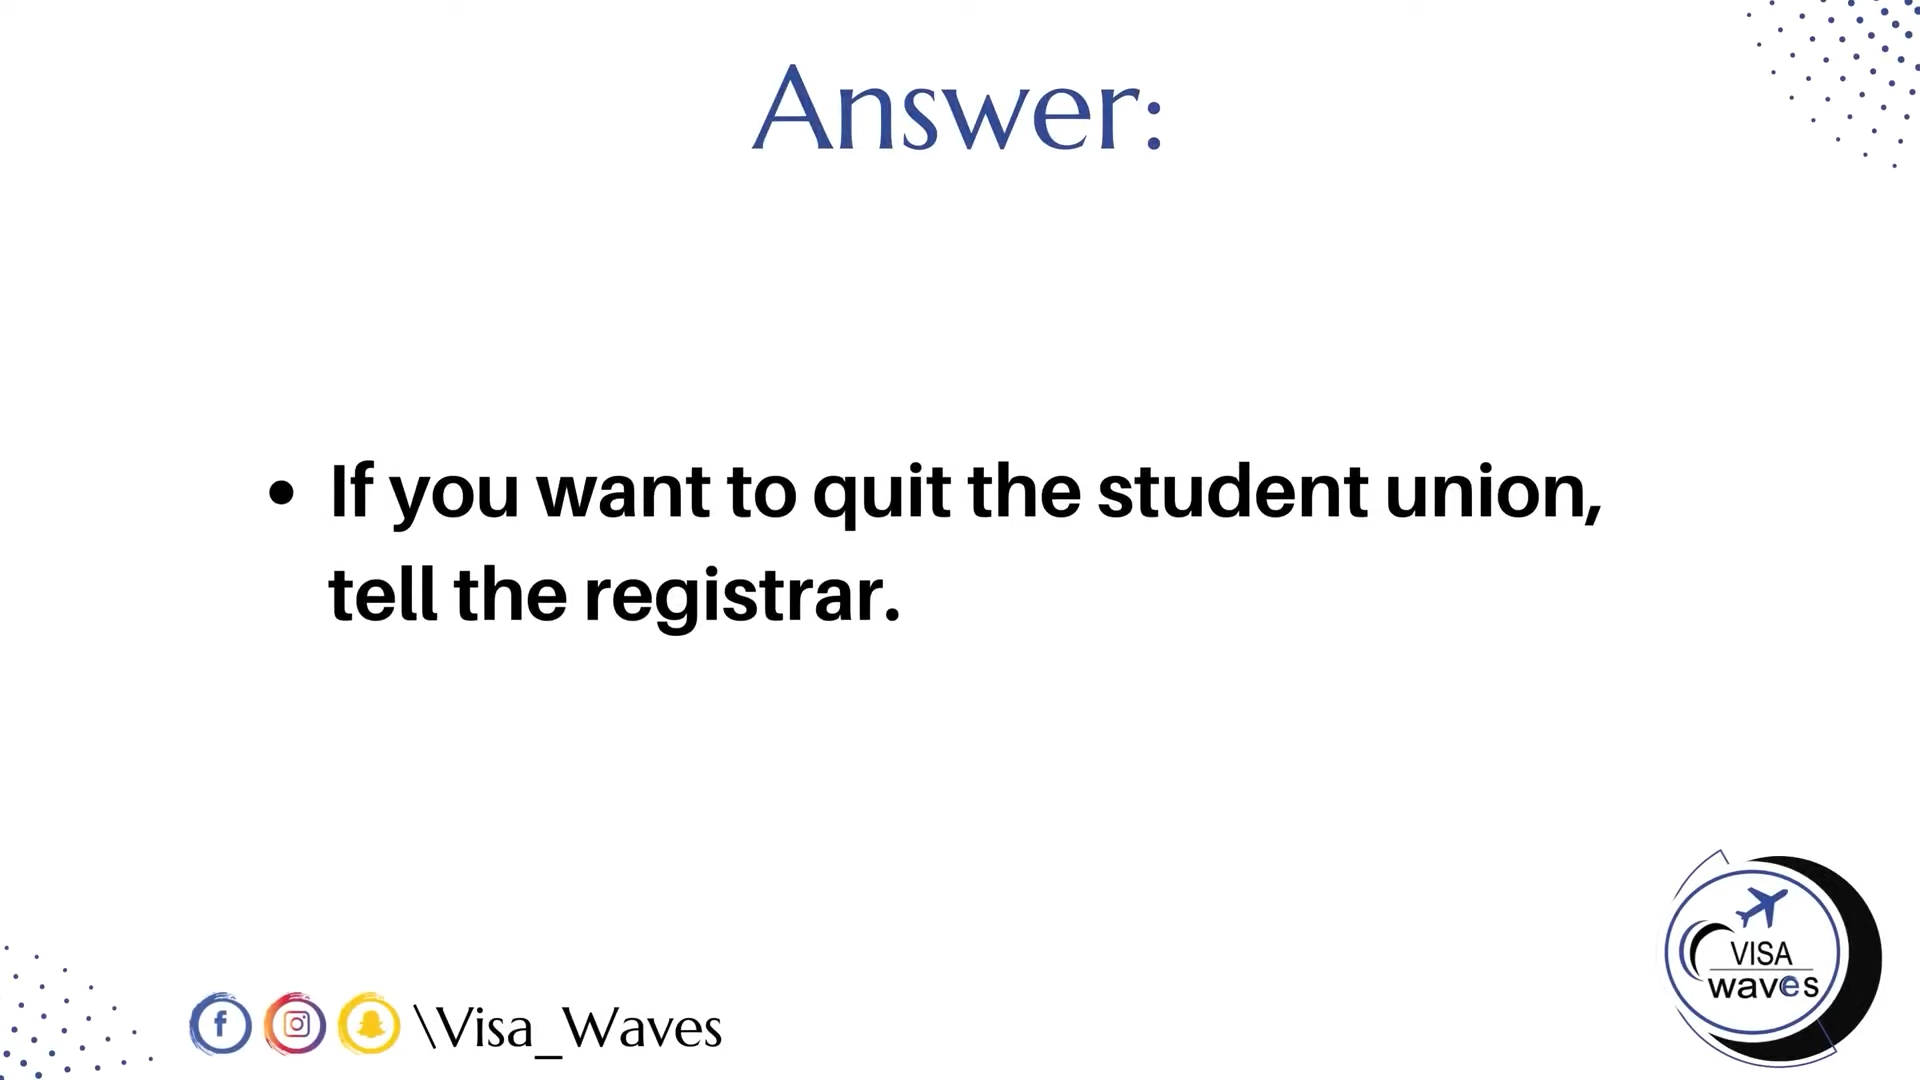 Answer:
• If you want to quit the student union,
tell the registrar.
\Visa_Waves
VISA
waves